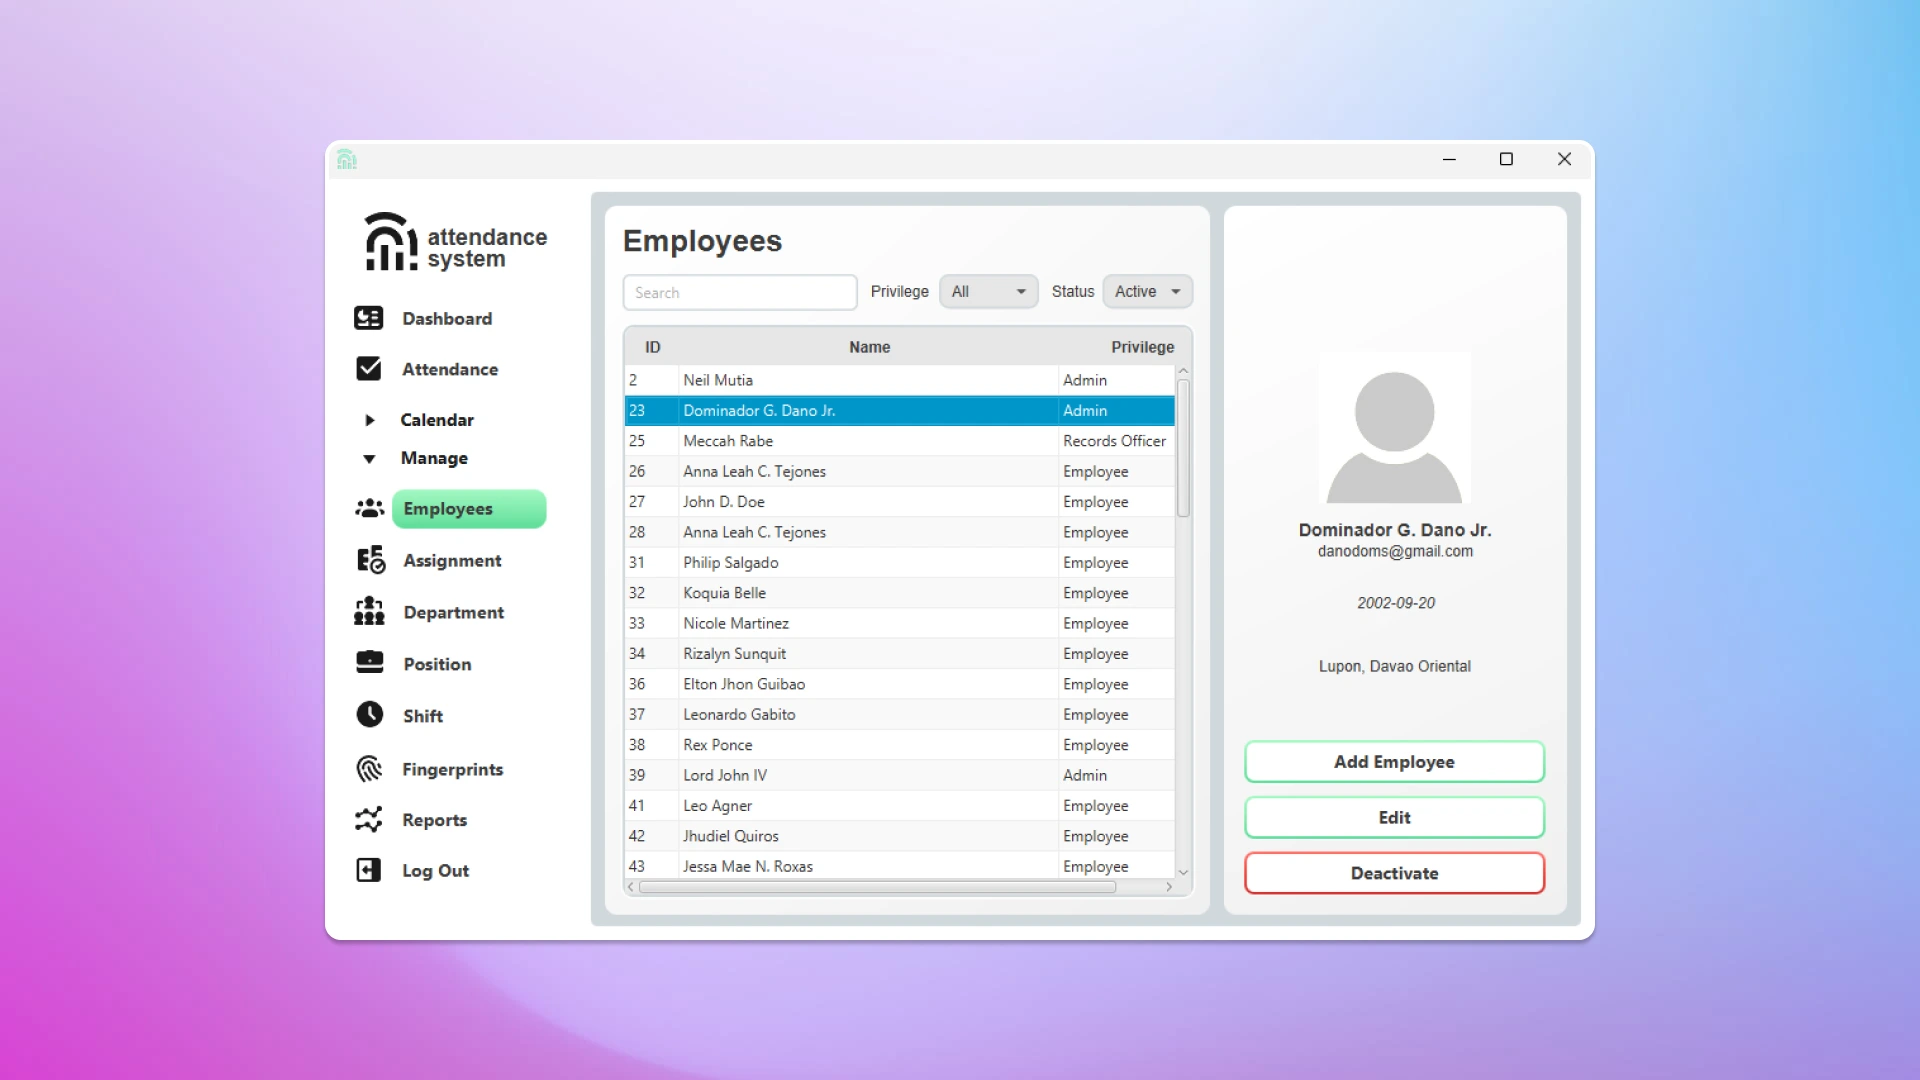 attendance
system
Dashboard
Attendance
Calendar
Manage
Employees
Assignment
Department
Position
Shift
Fingerprints
Reports
Log Out
Employees
Search Privilege All Status Active
ID Name Privilege
2 Neil Mutia Admin
23 Dominador G. Dano Jr. Admin
25 Meccah Rabe Records Officer
26 Anna Leah C. Tejones Employee
27 John D. Doe Employee
28 Anna Leah C. Tejones Employee
31 Philip Salgado Employee
32 Koquia Belle Employee
33 Nicole Martinez Employee
34 Rizalyn Sunquit Employee
36 Elton Jhon Guibao Employee
37 Leonardo Gabito Employee
38 Rex Ponce Employee
39 Lord John IV Admin
41 Leo Agner Employee
42 Jhudiel Quiros Employee
43 Jessa Mae N. Roxas Employee
Dominador G. Dano Jr.
danodoms@gmail.com
2002-09-20
Lupon, Davao Oriental
Add Employee
Edit
Deactivate